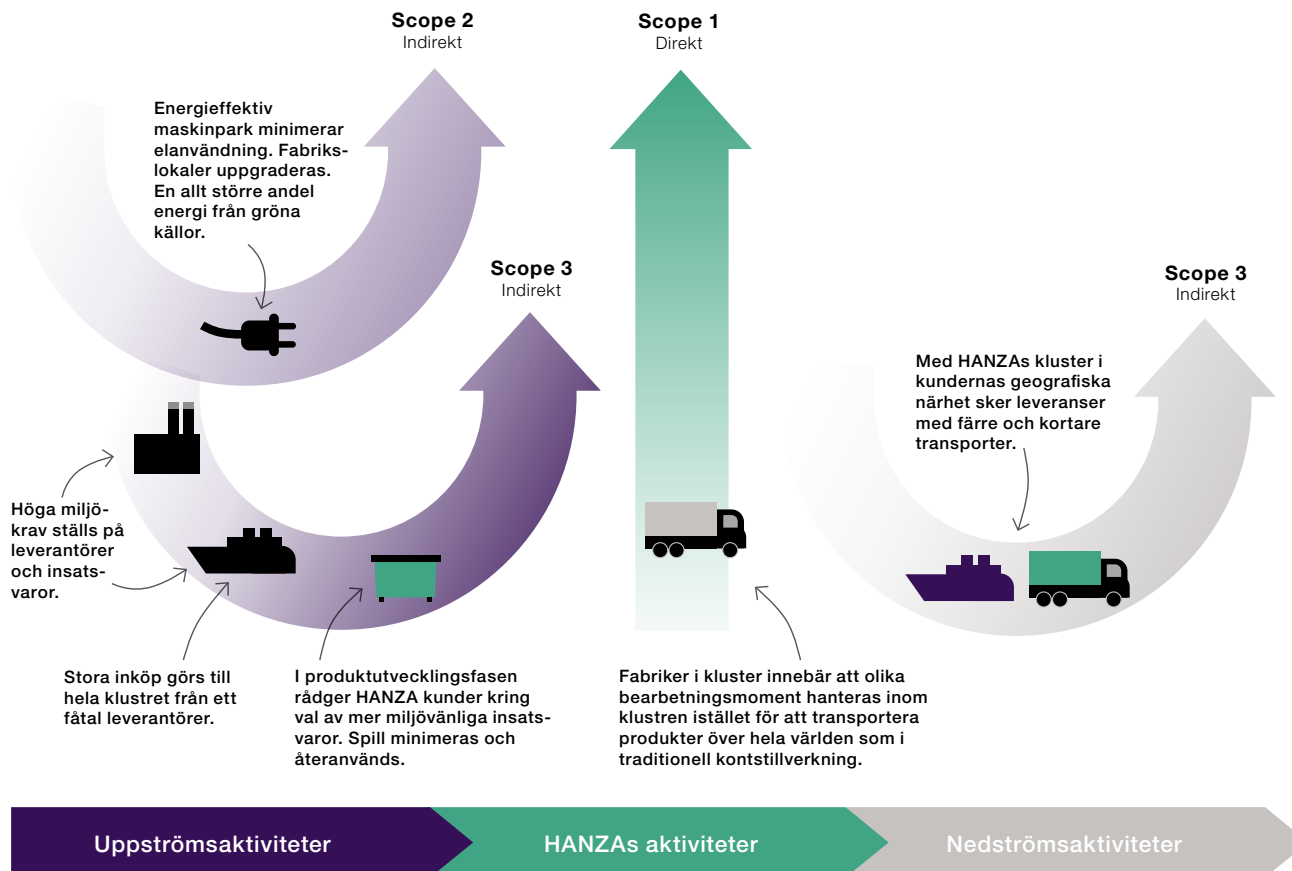 Scope 2
Indirekt
Scope 1
Direkt
Energieffektiv
maskinpark minimerar
elanvändning. Fabriks-
lokaler uppgraderas.
En allt större andel
energi från gröna
källor.
Scope 3
Indirekt
Scope 3
Indirekt
Med HANZAs kluster i
kundernas geografiska
närhet sker leveranser
med färre och kortare
transporter.
Höga miljö-
krav ställs på
leverantörer
och insats-
varor.
Stora inköp görs till
hela klustret från ett
fåtal leverantörer.
I produktutvecklingsfasen
rådger HANZA kunder kring
val av mer miljövänliga insats-
varor. Spill minimeras och
återanvänds.
Fabriker i kluster innebär att olika
bearbetningsmoment hanteras inom
klustren istället för att transportera
produkter över hela världen som i
traditionell kontstillverkning.
Uppströmsaktiviteter
HANZAs aktiviteter
Nedströmsaktiviteter